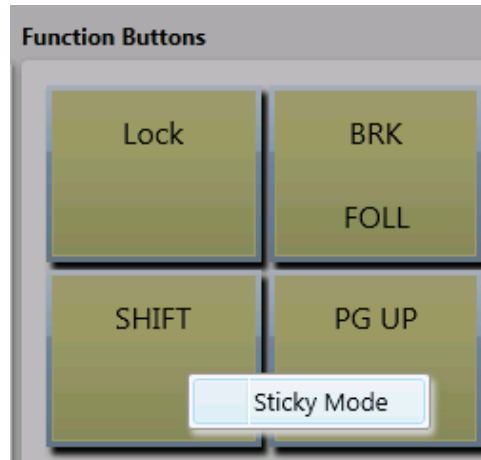 Function Buttons
Lock
BRK
FOLL
SHIFT
PG UP
Sticky Mode